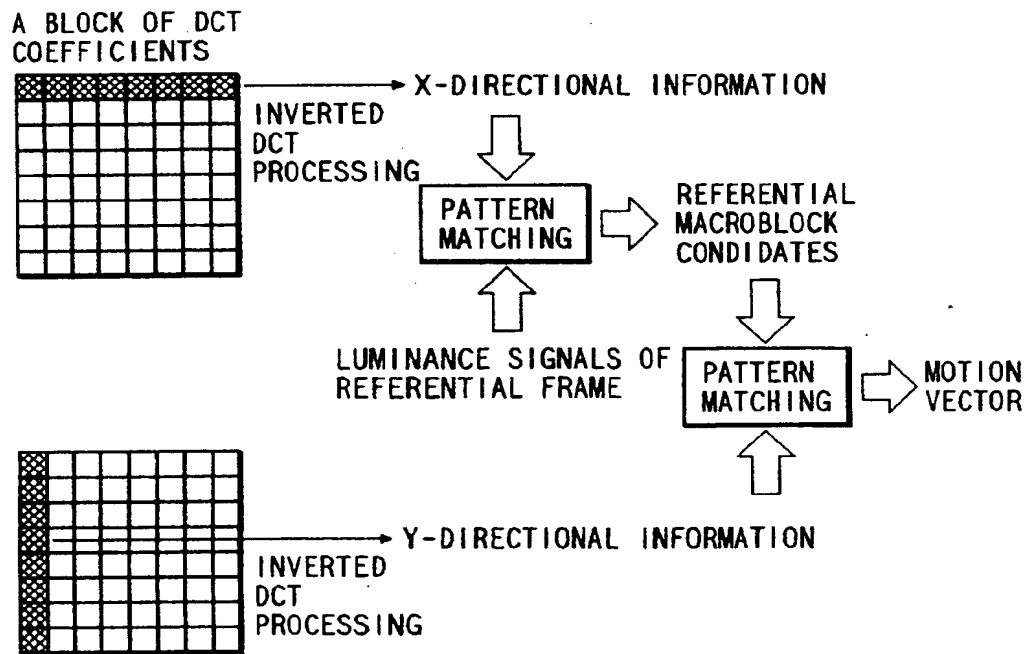 A BLOCK OF DCT
COEFFICIENTS
X-DIRECTIONAL INFORMATION
INVERTED
DCT
PROCESSING
PATTERN
MATCHING
REFERENTIAL
MACROBLOCK
CONDIDATES
LUMINANCE SIGNALS OF
REFERENTIAL FRAME
PATTERN
MATCHING
MOTION
VECTOR
Y-DIRECTIONAL INFORMATION
INVERTED
DCT
PROCESSING